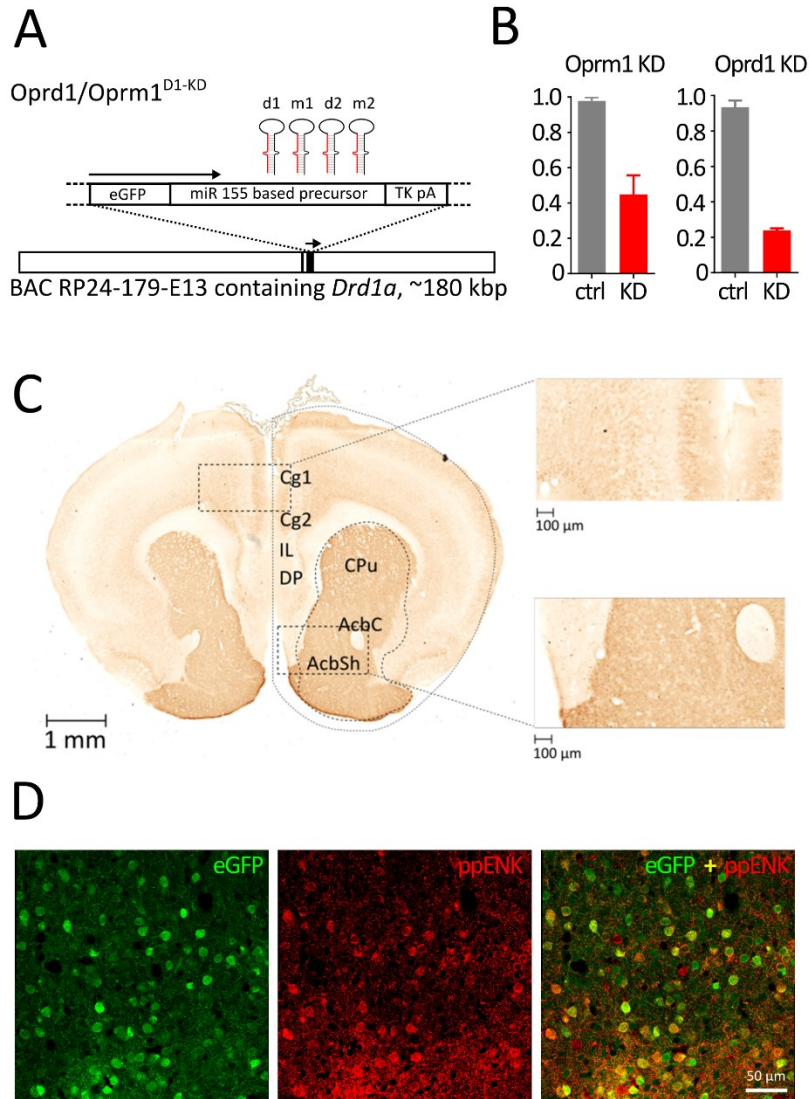 A
Oprd1/Oprm1D1-KD
d1 m1 d2 m2
eGFP miR 155 based precursor TK pA
BAC RP24-179-E13 containing Drd1a, ~180 kbp
B
Oprm1 KD Oprd1 KD
1.0 1.0
0.8 0.8
0.6 0.6
0.4 0.4
0.2 0.2
0 0
ctrl KD ctrl KD
C
Cg1
Cg2
IL
DP
CPu
AcbC
AcbSh
1 mm
100 µm
100 µm
D
eGFP ppENK eGFP + ppENK
50 µm